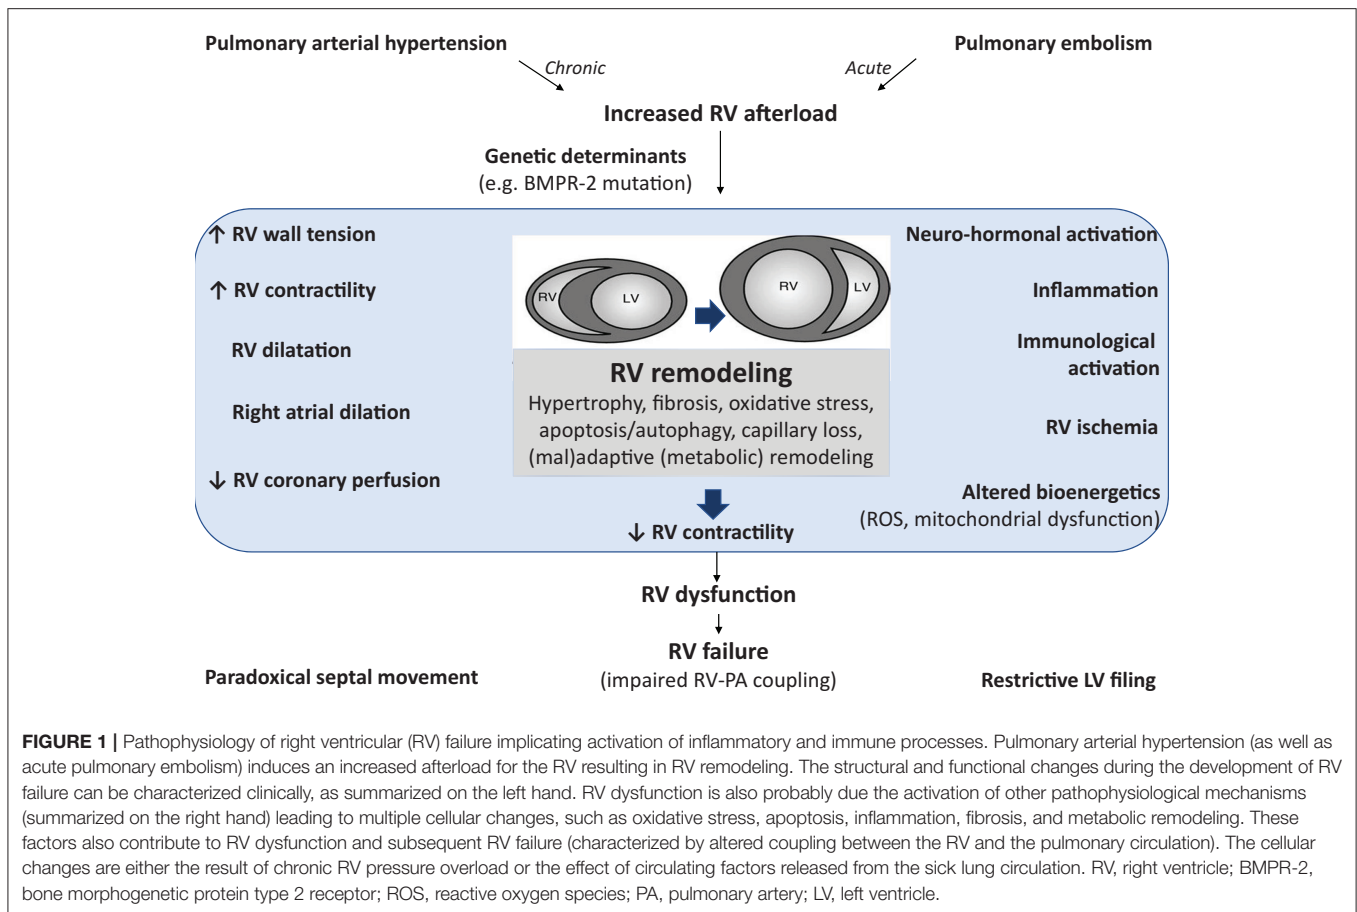 Pulmonary arterial hypertension
Pulmonary embolism
Chronic
Acute
Increased RV afterload
Genetic determinants
(e.g. BMPR-2 mutation)
↑ RV wall tension
↑ RV contractility
RV dilatation
Right atrial dilation
↓ RV coronary perfusion
RV
LV
RV
LV
RV remodeling
Hypertrophy, fibrosis, oxidative stress,
apoptosis/autophagy, capillary loss,
(mal)adaptive (metabolic) remodeling
↓ RV contractility
Neuro-hormonal activation
Inflammation
Immunological
activation
RV ischemia
Altered bioenergetics
(ROS, mitochondrial dysfunction)
RV dysfunction
RV failure
(impaired RV-PA coupling)
Paradoxical septal movement
Restrictive LV filing
FIGURE 1 | Pathophysiology of right ventricular (RV) failure implicating activation of inflammatory and immune processes. Pulmonary arterial hypertension (as well as
acute pulmonary embolism) induces an increased afterload for the RV resulting in RV remodeling. The structural and functional changes during the development of RV
failure can be characterized clinically, as summarized on the left hand. RV dysfunction is also probably due the activation of other pathophysiological mechanisms
(summarized on the right hand) leading to multiple cellular changes, such as oxidative stress, apoptosis, inflammation, fibrosis, and metabolic remodeling. These
factors also contribute to RV dysfunction and subsequent RV failure (characterized by altered coupling between the RV and the pulmonary circulation). The cellular
changes are either the result of chronic RV pressure overload or the effect of circulating factors released from the sick lung circulation. RV, right ventricle; BMPR-2,
bone morphogenetic protein type 2 receptor; ROS, reactive oxygen species; PA, pulmonary artery; LV, left ventricle.